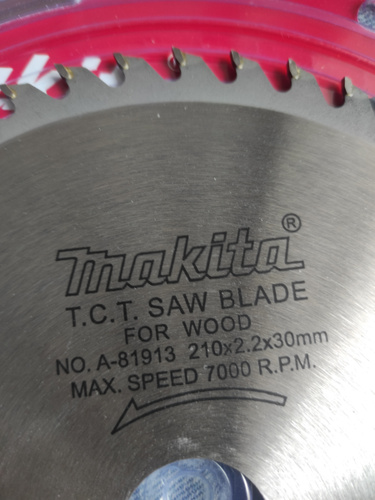 makita®
T.C.T. SAW BLADE
FOR WOOD
NO. A-81913 210x2.2x30mm
MAX. SPEED 7000 R.P.M.